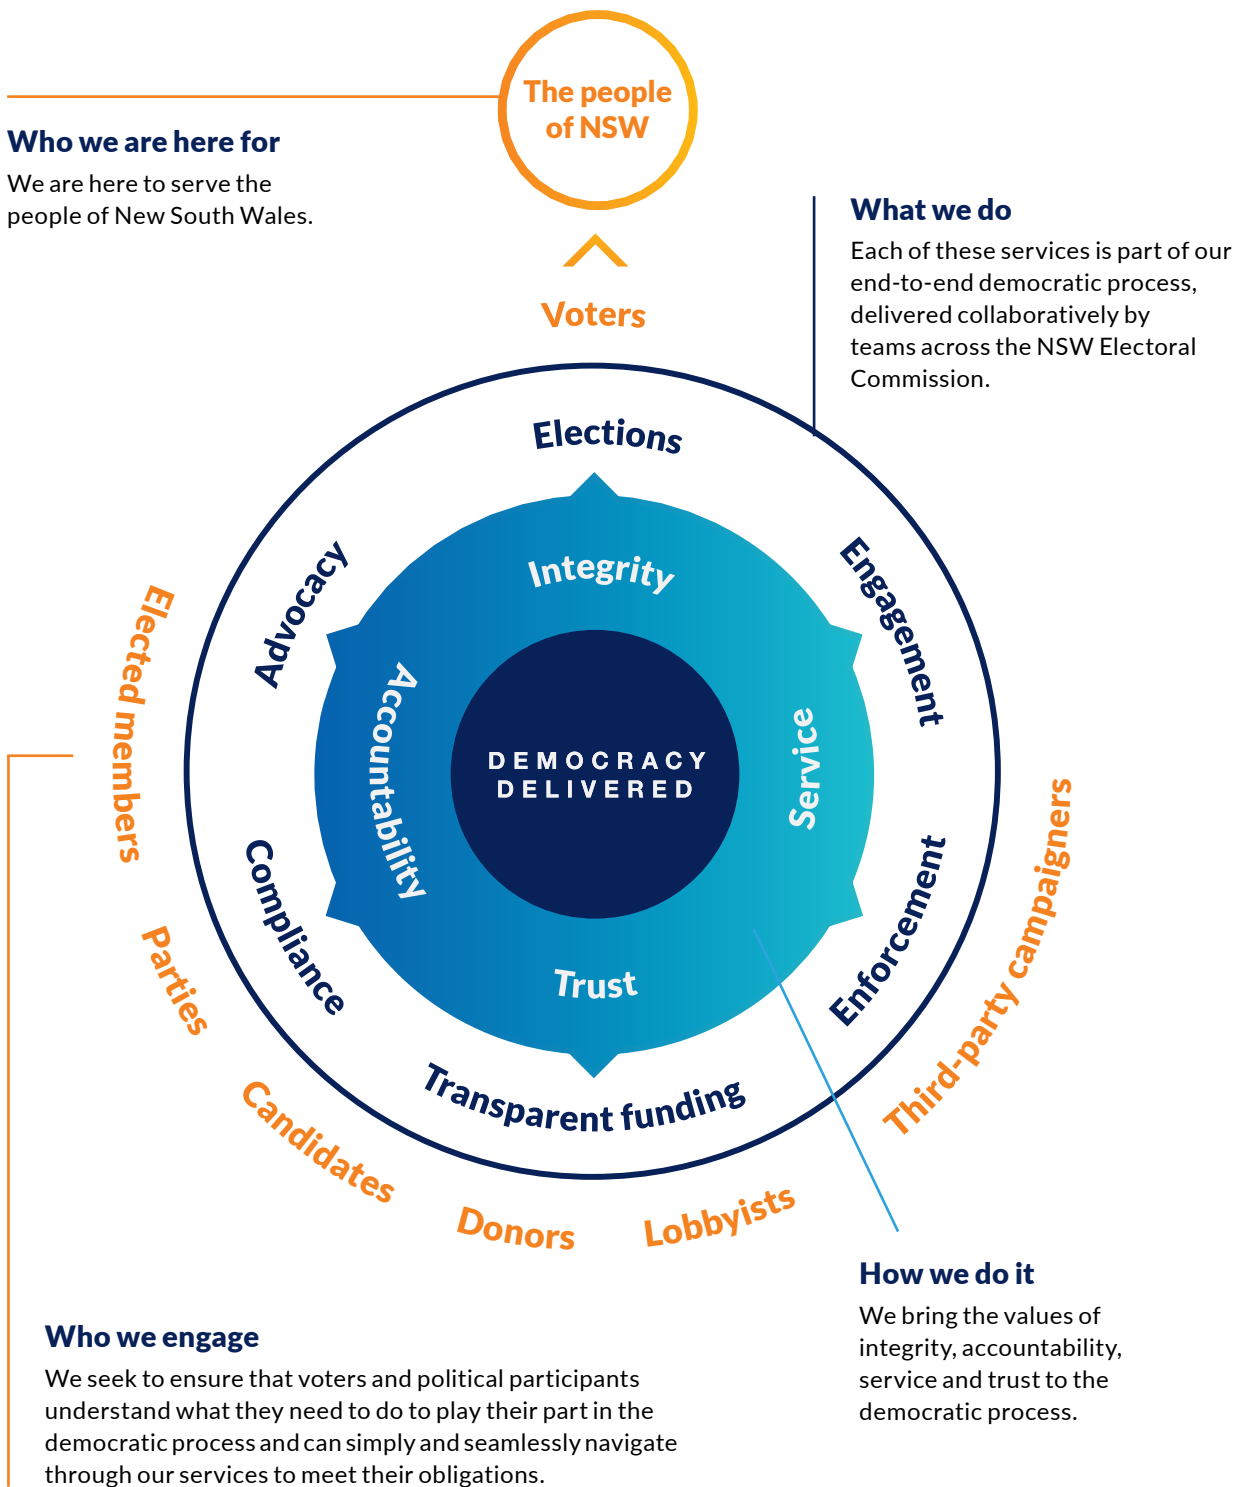 The people
of NSW
Who we are here for
We are here to serve the
people of New South Wales.
What we do
Each of these services is part of our
end-to-end democratic process,
delivered collaboratively by
teams across the NSW Electoral
Commission.
Voters
Elections
Advocacy
Engagement
Integrity
Elected members
Accountability
Service
DEMOCRACY
DELIVERED
Compliance
Enforcement
Third-party campaigners
Parties
Trust
Transparent funding
Candidates
Donors
Lobbyists
How we do it
We bring the values of
integrity, accountability,
service and trust to the
democratic process.
Who we engage
We seek to ensure that voters and political participants
understand what they need to do to play their part in the
democratic process and can simply and seamlessly navigate
through our services to meet their obligations.